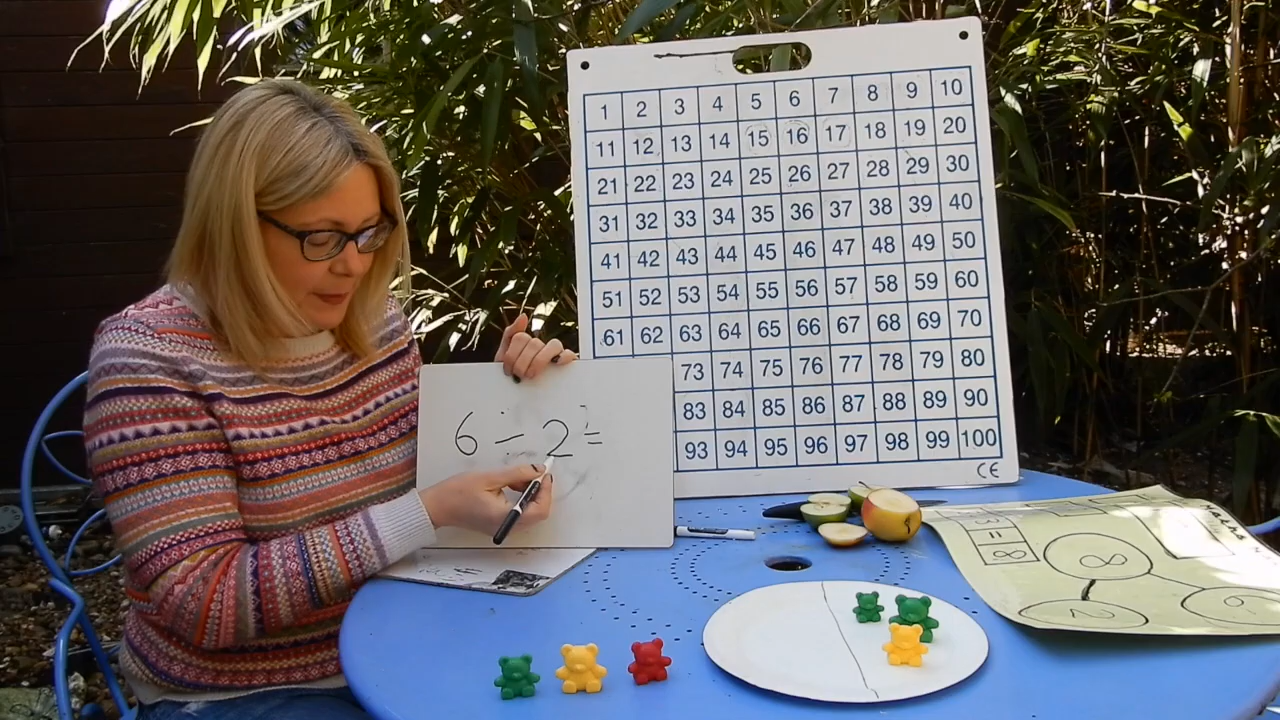 1 2 3 4 5 6 7 8 9 10
11 12 13 14 15 16 17 18 19 20
21 22 23 24 25 26 27 28 29 30
31 32 33 34 35 36 37 38 39 40
41 42 43 44 45 46 47 48 49 50
51 52 53 54 55 56 57 58 59 60
61 62 63 64 65 66 67 68 69 70
73 74 75 76 77 78 79 80
83 84 85 86 87 88 89 90
93 94 95 96 97 98 99 100
CE
6 ÷ 2 =
3 = 8
8
2 6